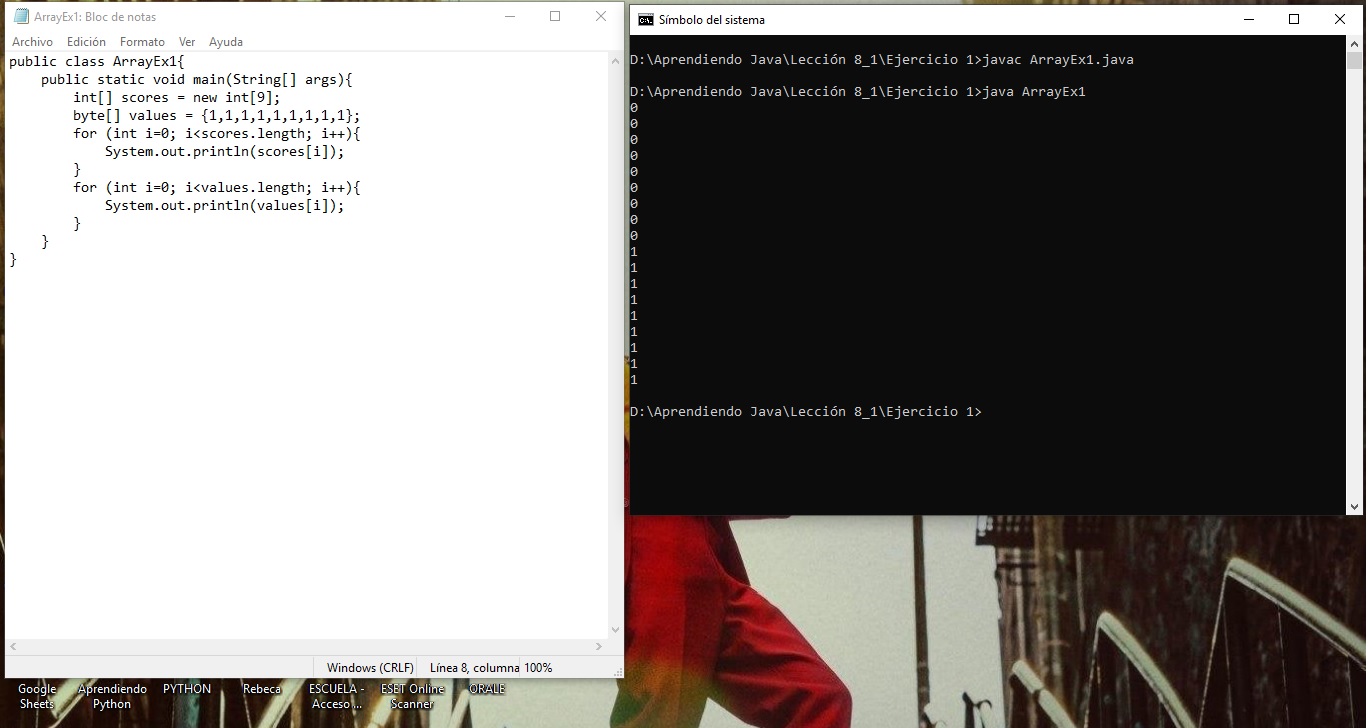 ArrayEx1: Bloc de notas
Archivo Edición Formato Ver Ayuda
public class ArrayEx1{
    public static void main(String[] args){
        int[] scores = new int[9];
        byte[] values = {1,1,1,1,1,1,1,1,1};
        for (int i=0; i<scores.length; i++){
            System.out.println(scores[i]);
        }
        for (int i=0; i<values.length; i++){
            System.out.println(values[i]);
        }
    }
}
Windows (CRLF) Línea 8, columna 100%
C:\. Símbolo del sistema
D:\Aprendiendo Java\Lección 8_1\Ejercicio 1>javac ArrayEx1.java
D:\Aprendiendo Java\Lección 8_1\Ejercicio 1>java ArrayEx1
0
0
0
0
0
0
0
0
0
1
1
1
1
1
1
1
1
1
D:\Aprendiendo Java\Lección 8_1\Ejercicio 1>
Google Sheets
Aprendiendo Python
PYTHON
Rebeca
ESCUELA - Acceso ...
ESET Online Scanner
ORALE